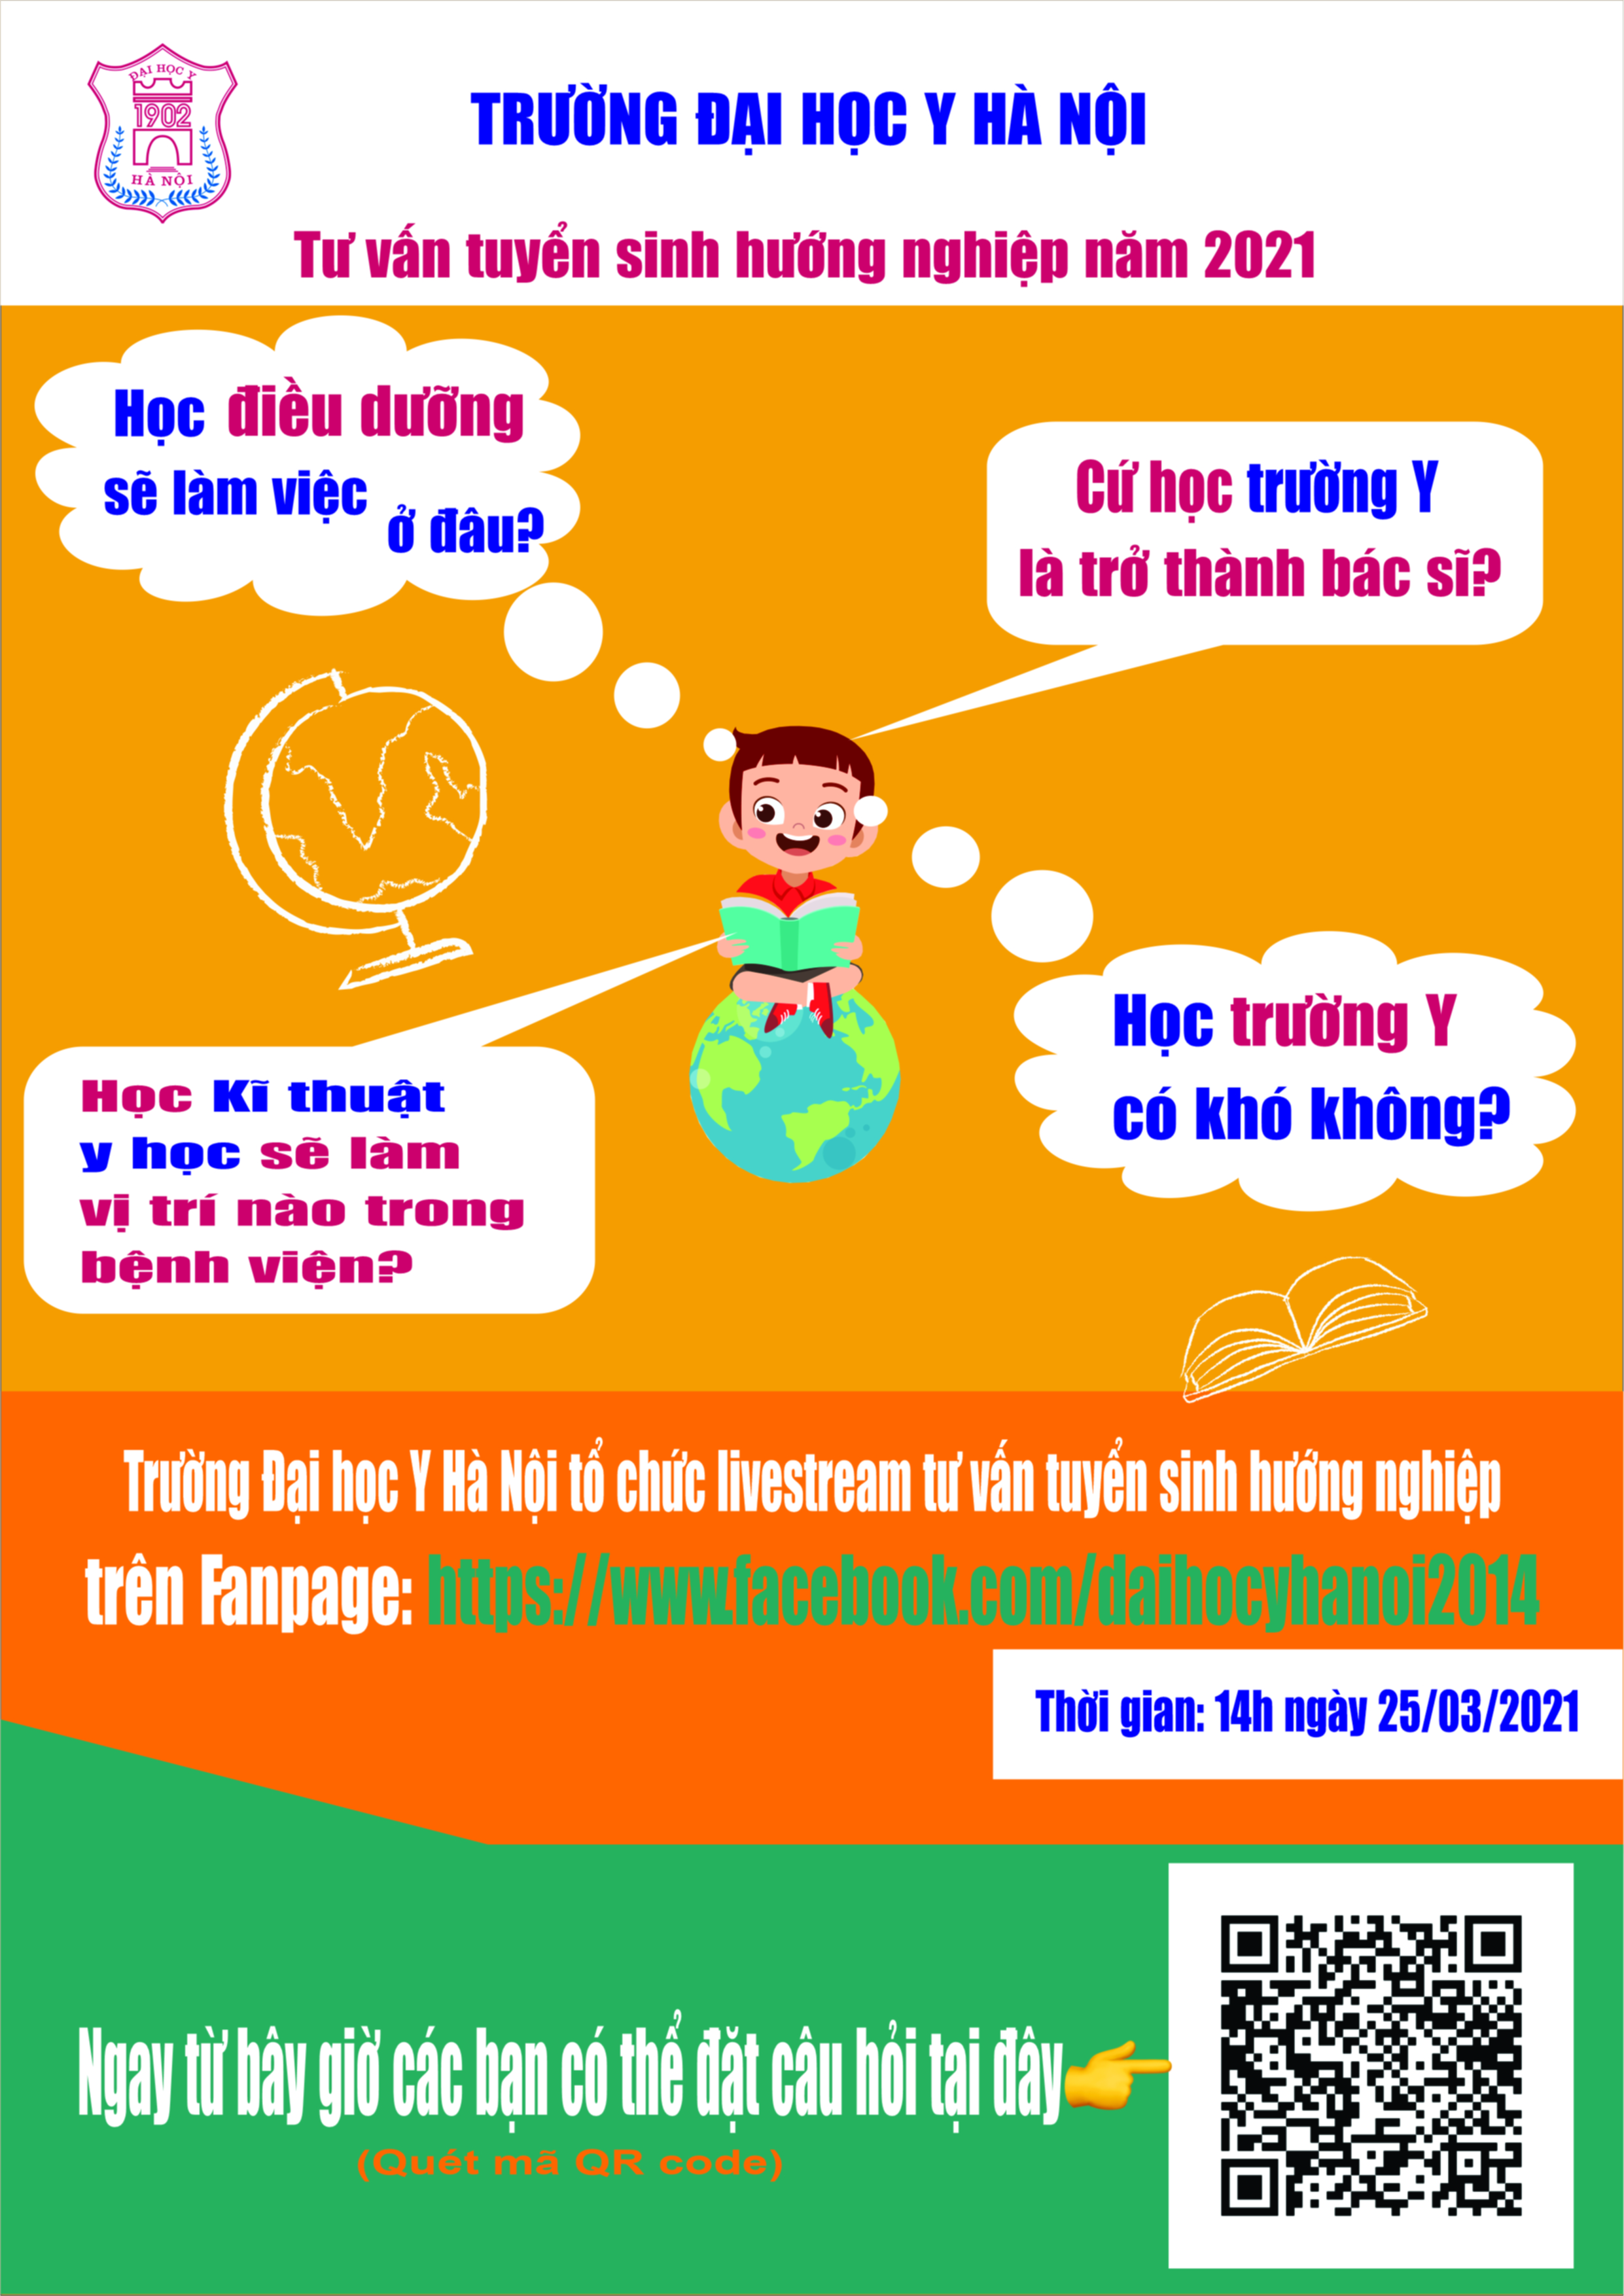 ĐẠI HỌC Y
1902
HÀ NỘI
TRƯỜNG ĐẠI HỌC Y HÀ NỘI
Tư vấn tuyển sinh hướng nghiệp năm 2021
Học điều dưỡng
sẽ làm việc
ở đâu?
Cứ học trường Y
là trở thành bác sĩ?
Học trường Y
có khó không?
Học Kĩ thuật
y học sẽ làm
vị trí nào trong
bệnh viện?
Trường Đại học Y Hà Nội tổ chức livestream tư vấn tuyển sinh hướng nghiệp
trên Fanpage: https://www.facebook.com/daihocyhanoi2014
Thời gian: 14h ngày 25/03/2021
Ngay từ bây giờ các bạn có thể đặt câu hỏi tại đây
(Quét mã QR code)